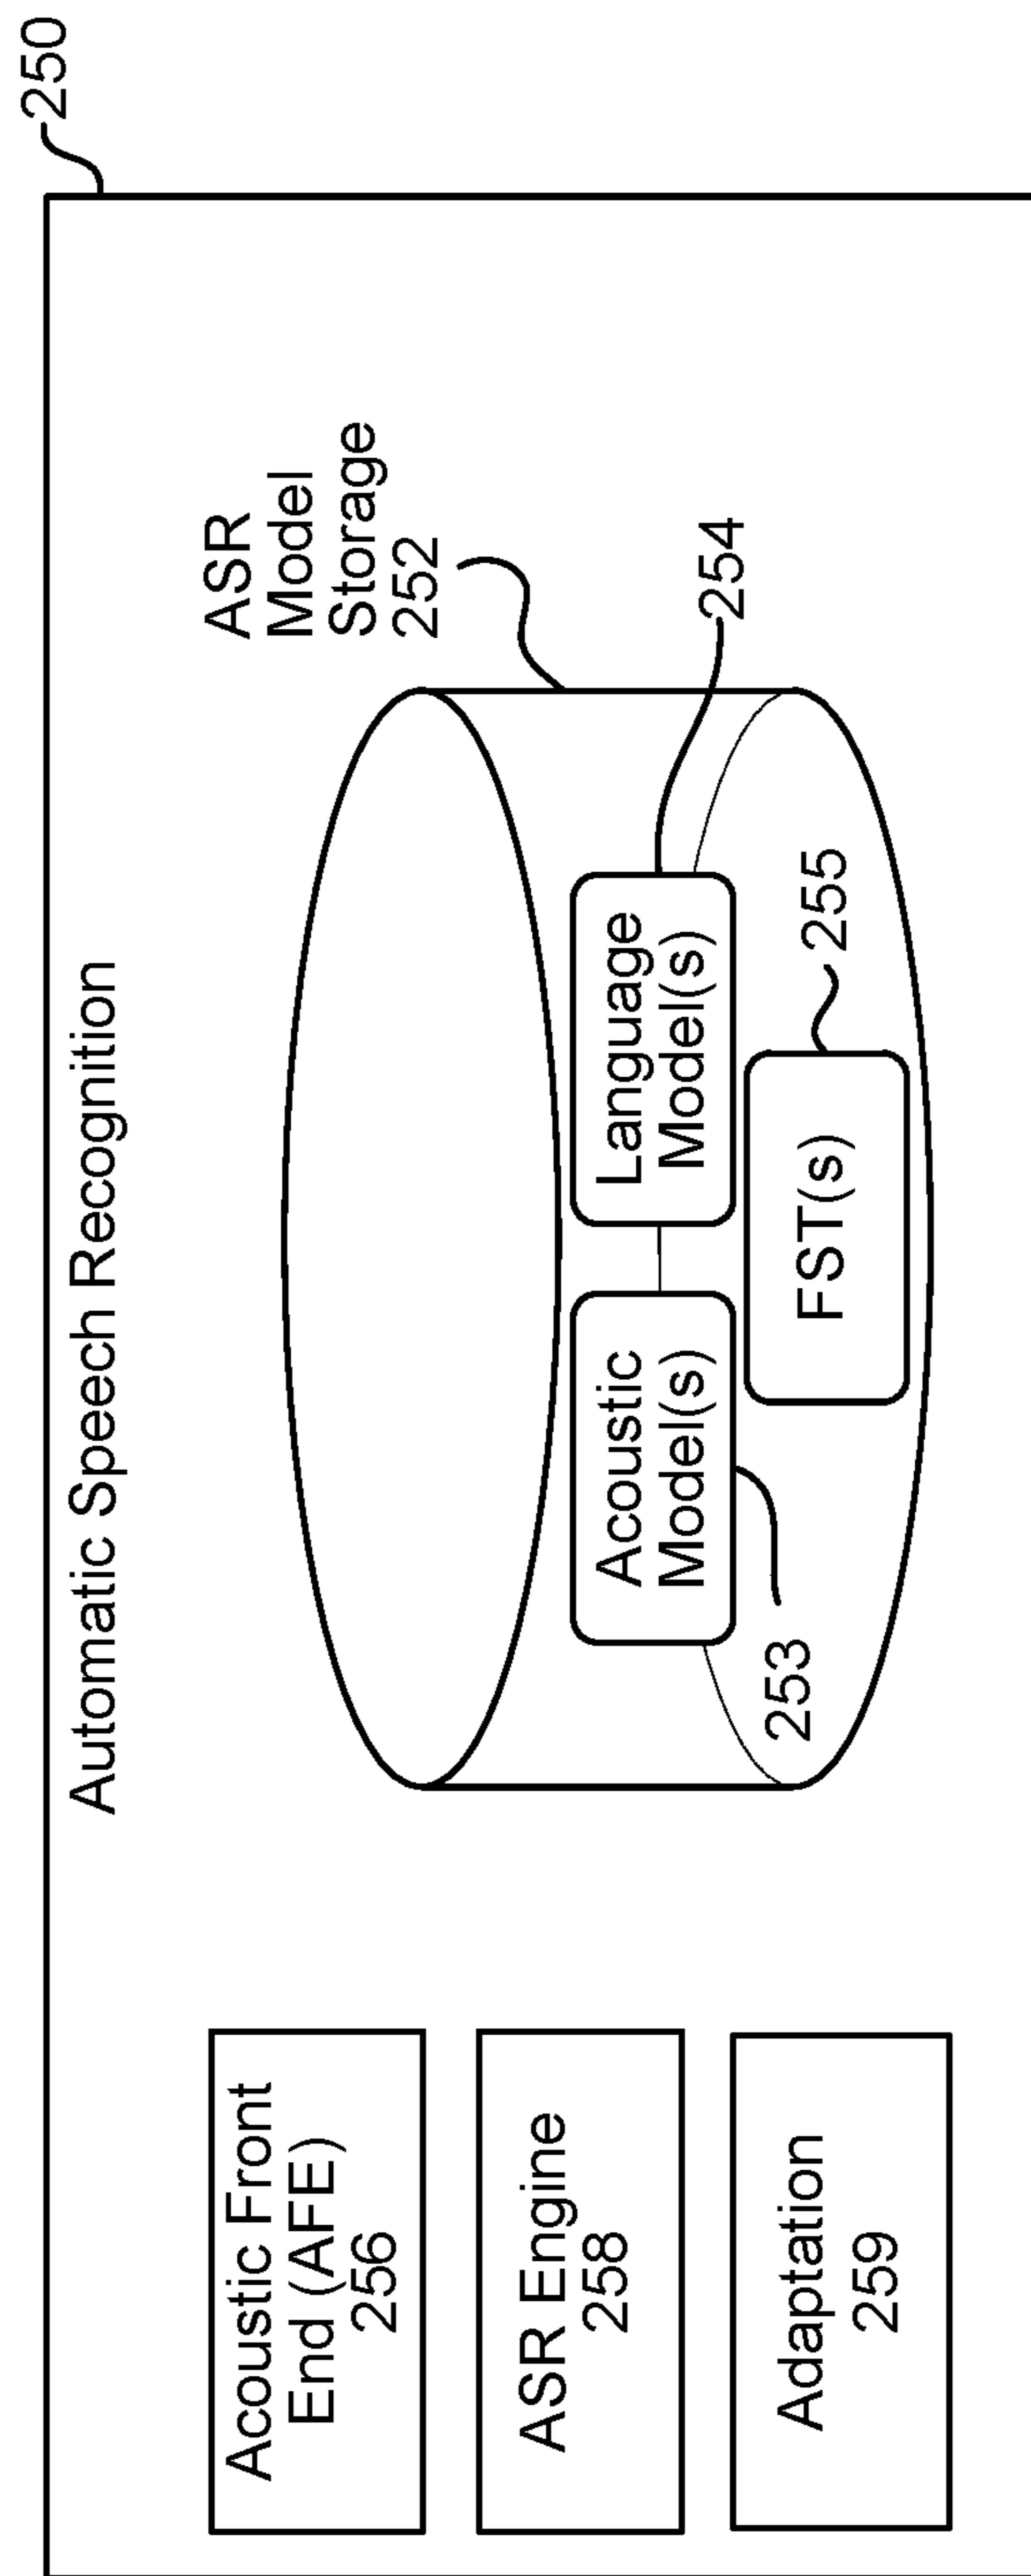 250
Automatic Speech Recognition
Acoustic Front
End (AFE)
256
ASR Engine
258
Adaptation
259
ASR
Model
Storage
252
Acoustic
Model(s)
253
Language
Model(s)
254
FST(s)
255